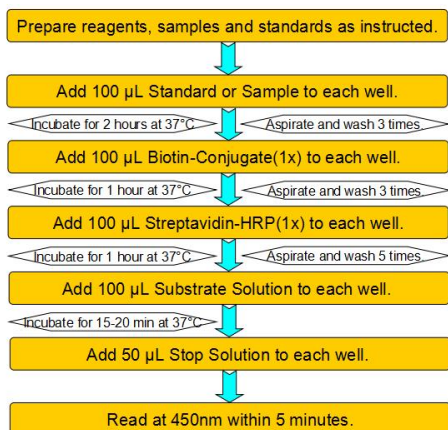 Prepare reagents, samples and standards as instructed.
Add 100 µL Standard or Sample to each well.
Incubate for 2 hours at 37°C
Aspirate and wash 3 times.
Add 100 µL Biotin-Conjugate(1x) to each well.
Incubate for 1 hour at 37°C
Aspirate and wash 3 times.
Add 100 µL Streptavidin-HRP(1x) to each well.
Incubate for 1 hour at 37°C
Aspirate and wash 5 times.
Add 100 µL Substrate Solution to each well.
Incubate for 15-20 min at 37°C
Add 50 µL Stop Solution to each well.
Read at 450nm within 5 minutes.